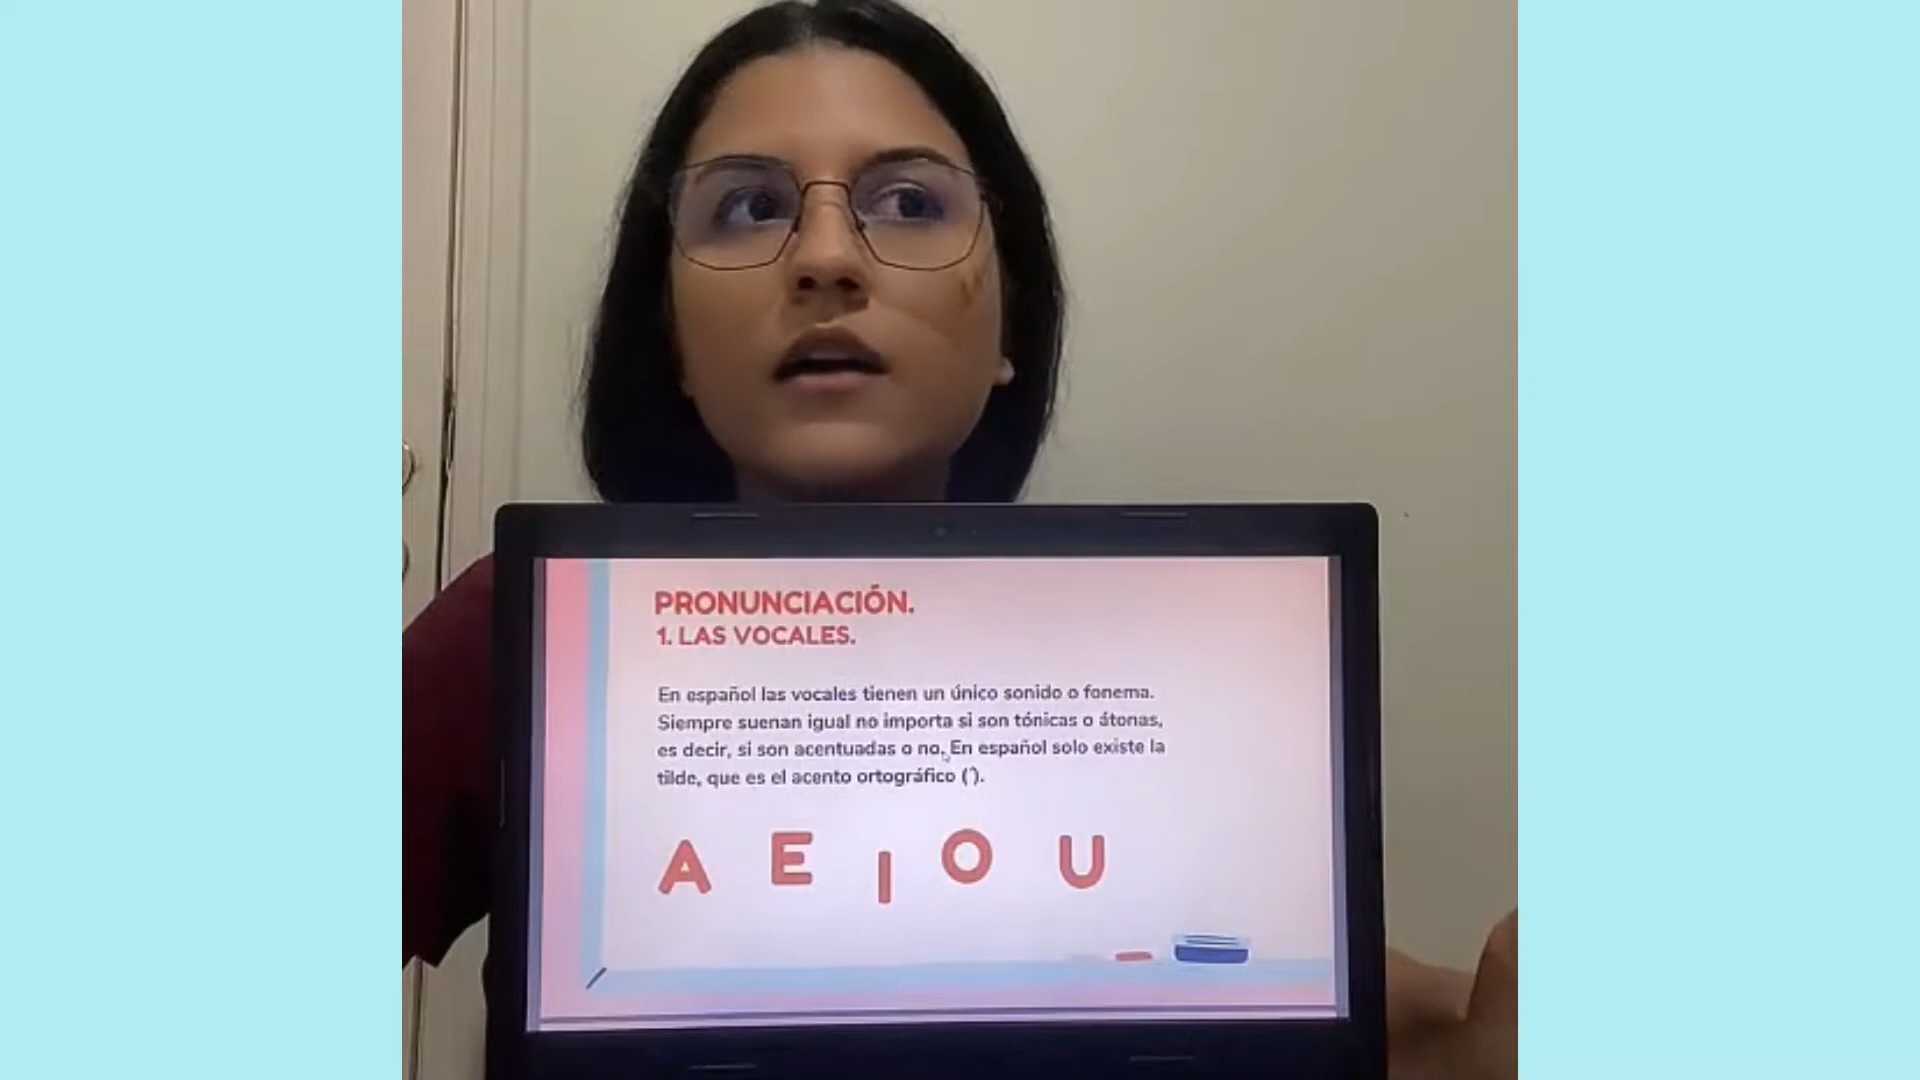 PRONUNCIACIÓN.
1. LAS VOCALES.
En español las vocales tienen un único sonido o fonema.
Siempre suenan igual no importa si son tónicas o átonas,
es decir, si son acentuadas o no. En español solo existe la
tilde, que es el acento ortográfico (´).
A E I O U